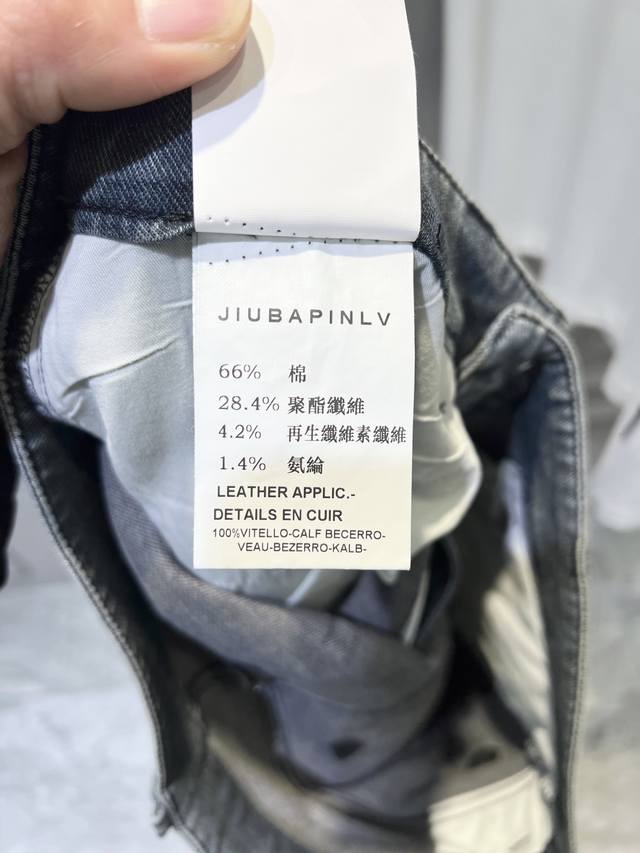 JIUBAPINLV
66% 棉
28.4% 聚酯纖維
4.2% 再生纖維素纖維
1.4% 氨綸
LEATHER APPLIC.-
DETAILS EN CUIR
100%VITELLO-CALF BECERRO-
VEAU-BEZERRO-KALB-